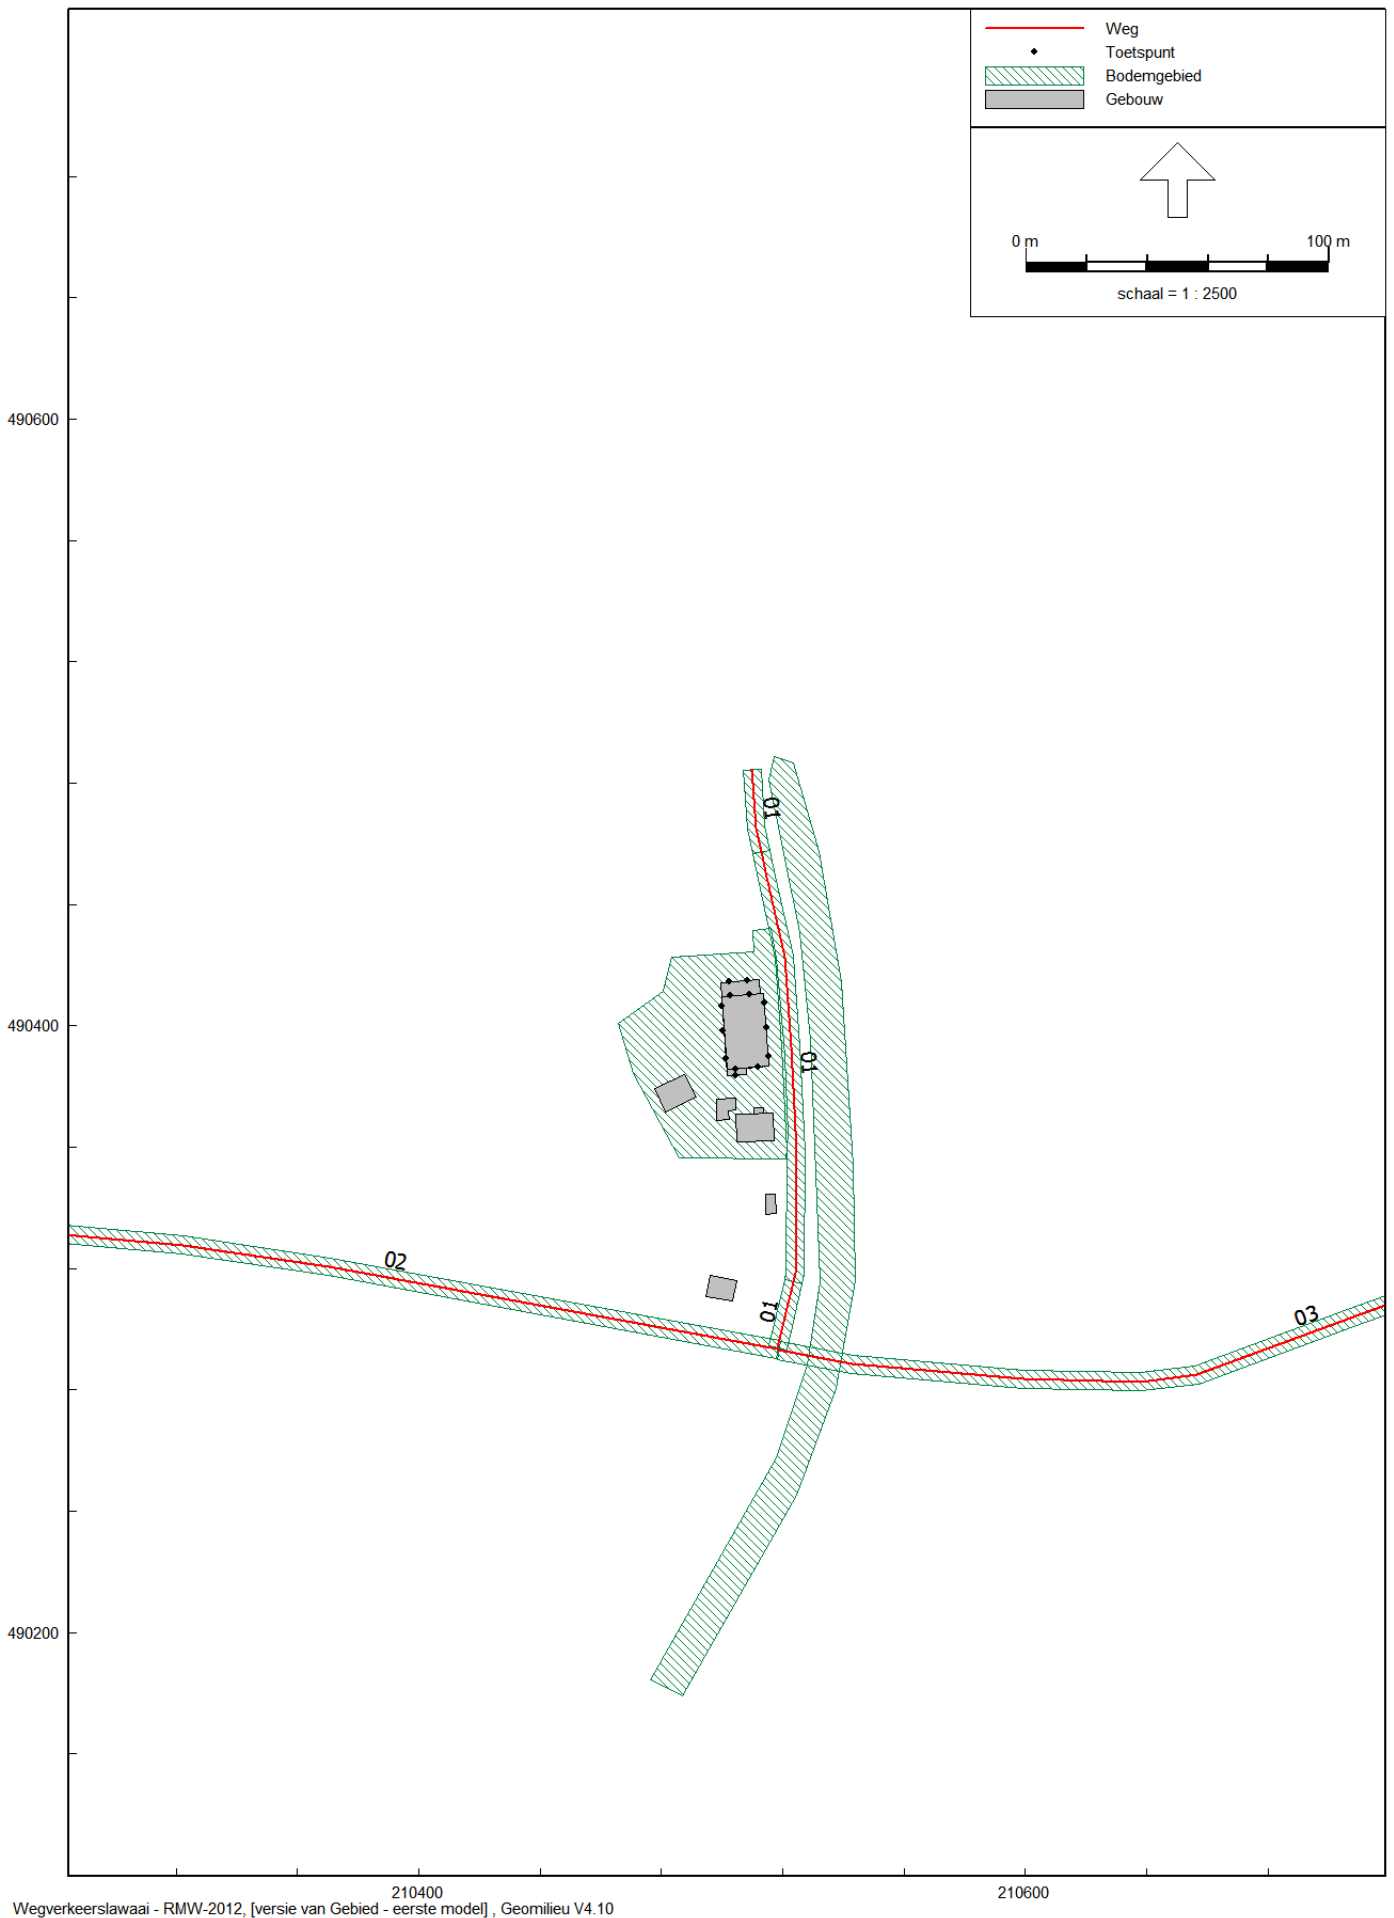 Weg
Toetspunt
Bodemgebied
Gebouw
0 m 100 m
schaal = 1 : 2500
490600
01
490400
01
02
01
03
490200
210400 210600
Wegverkeerslawaai - RMW-2012, [versie van Gebied - eerste model] , Geomilieu V4.10